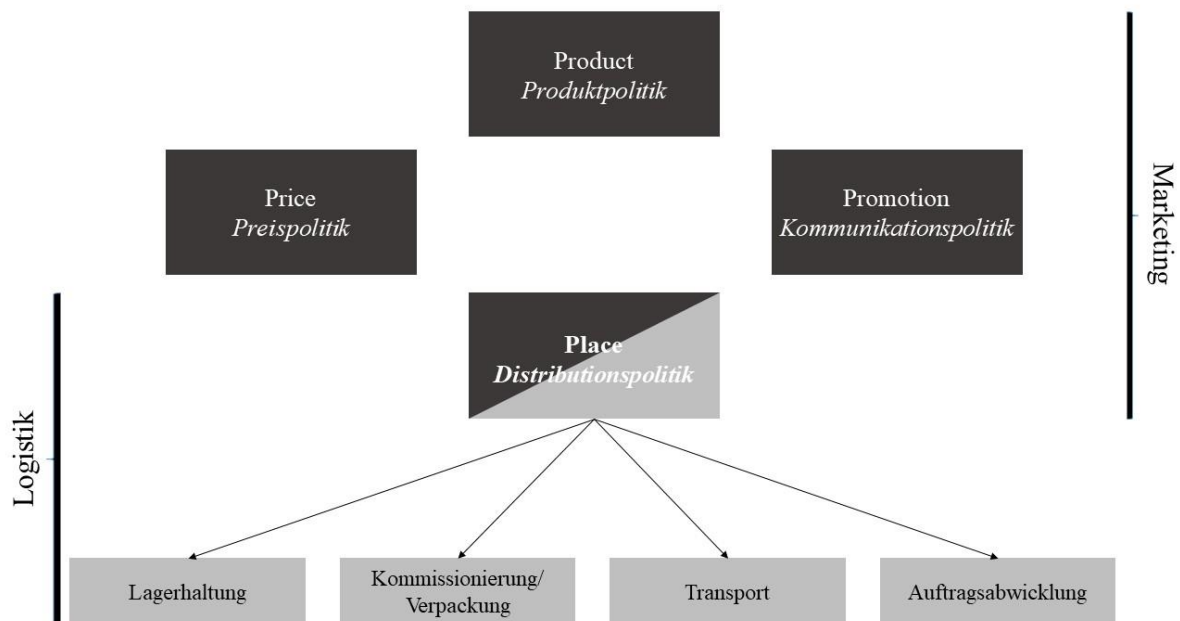 Product
Produktpolitik
Price
Preispolitik
Promotion
Kommunikationspolitik
Marketing
Place
Distributionspolitik
Logistik
Lagerhaltung
Kommissionierung/
Verpackung
Transport
Auftragsabwicklung